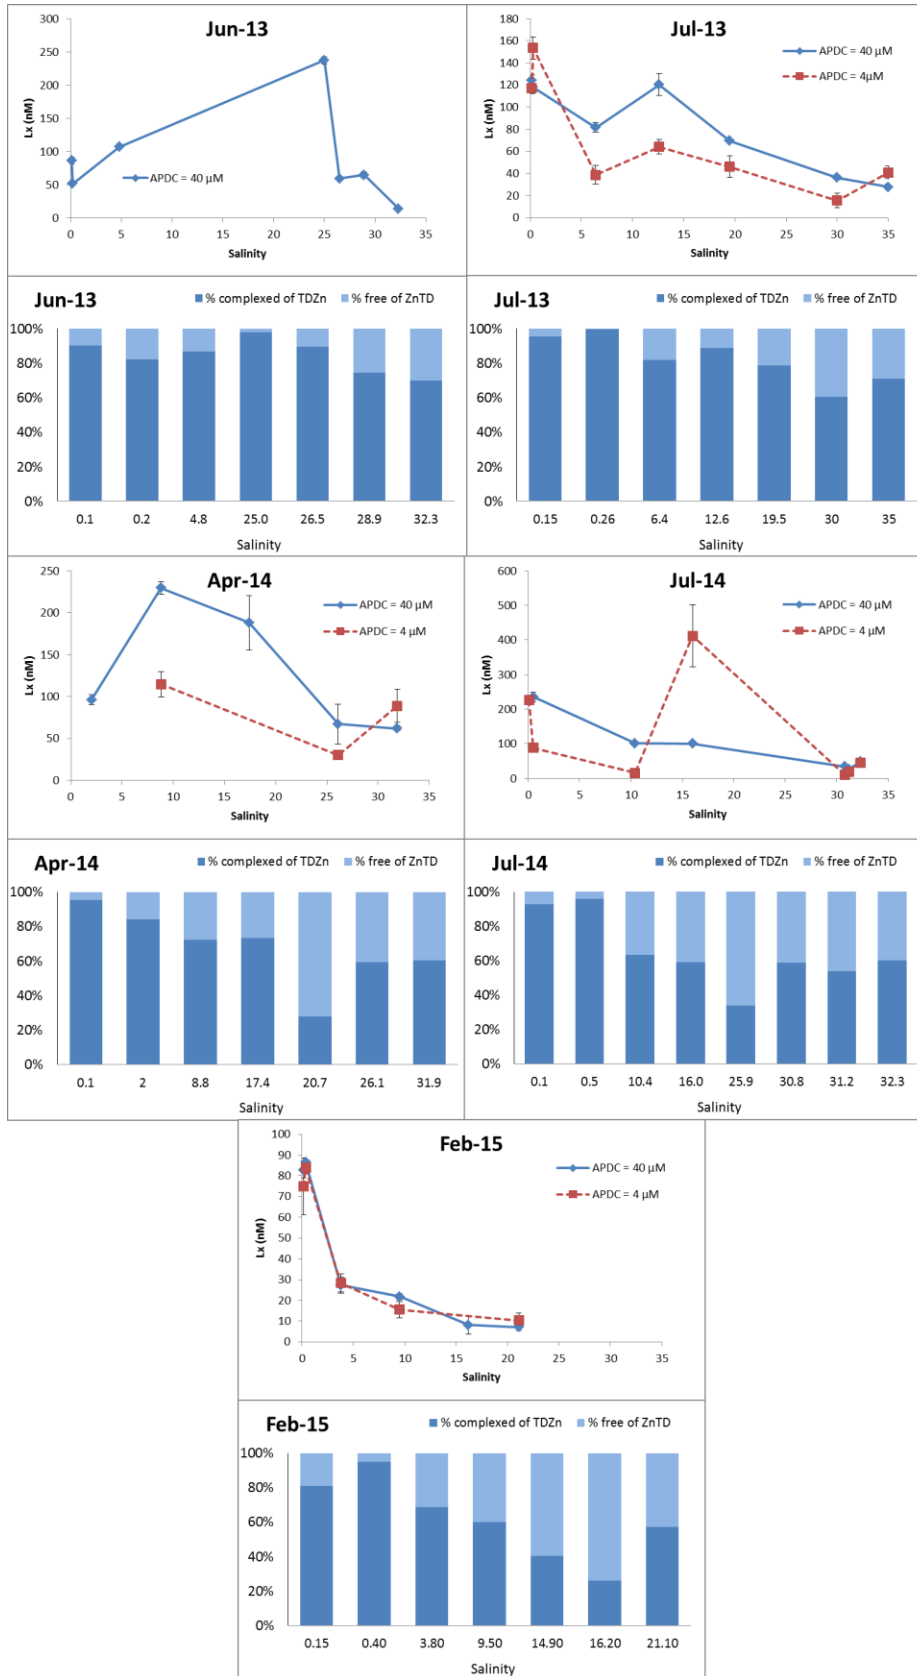 Jun-13
Lx (nM)
300
250
200
150
100
50
0
APDC = 40 µM
0 5 10 15 20 25 30 35
Salinity
Jul-13
Lx (nM)
180
160
140
120
100
80
60
40
20
0
APDC = 40 µM
APDC = 4µM
0 5 10 15 20 25 30 35
Salinity
Jun-13
% complexed of TDZn % free of ZnTD
100%
80%
60%
40%
20%
0%
0.1 0.2 4.8 25.0 26.5 28.9 32.3
Salinity
Jul-13
% complexed of TDZn % free of ZnTD
100%
80%
60%
40%
20%
0%
0.15 0.26 6.4 12.6 19.5 30 35
Salinity
Apr-14
Lx (nM)
250
200
150
100
50
0
APDC = 40 µM
APDC = 4 µM
0 5 10 15 20 25 30 35
Salinity
Jul-14
Lx (nM)
600
500
400
300
200
100
0
APDC = 40 µM
APDC = 4 µM
0 5 10 15 20 25 30 35
Salinity
Apr-14
% complexed of TDZn % free of ZnTD
100%
80%
60%
40%
20%
0%
0.1 2 8.8 17.4 20.7 26.1 31.9
Salinity
Jul-14
% complexed of TDZn % free of ZnTD
100%
80%
60%
40%
20%
0%
0.1 0.5 10.4 16.0 25.9 30.8 31.2 32.3
Salinity
Feb-15
Lx (nM)
100
90
80
70
60
50
40
30
20
10
0
APDC = 40 µM
APDC = 4 µM
0 5 10 15 20 25 30 35
Salinity
Feb-15
% complexed of TDZn % free of ZnTD
100%
80%
60%
40%
20%
0%
0.15 0.40 3.80 9.50 14.90 16.20 21.10
Salinity